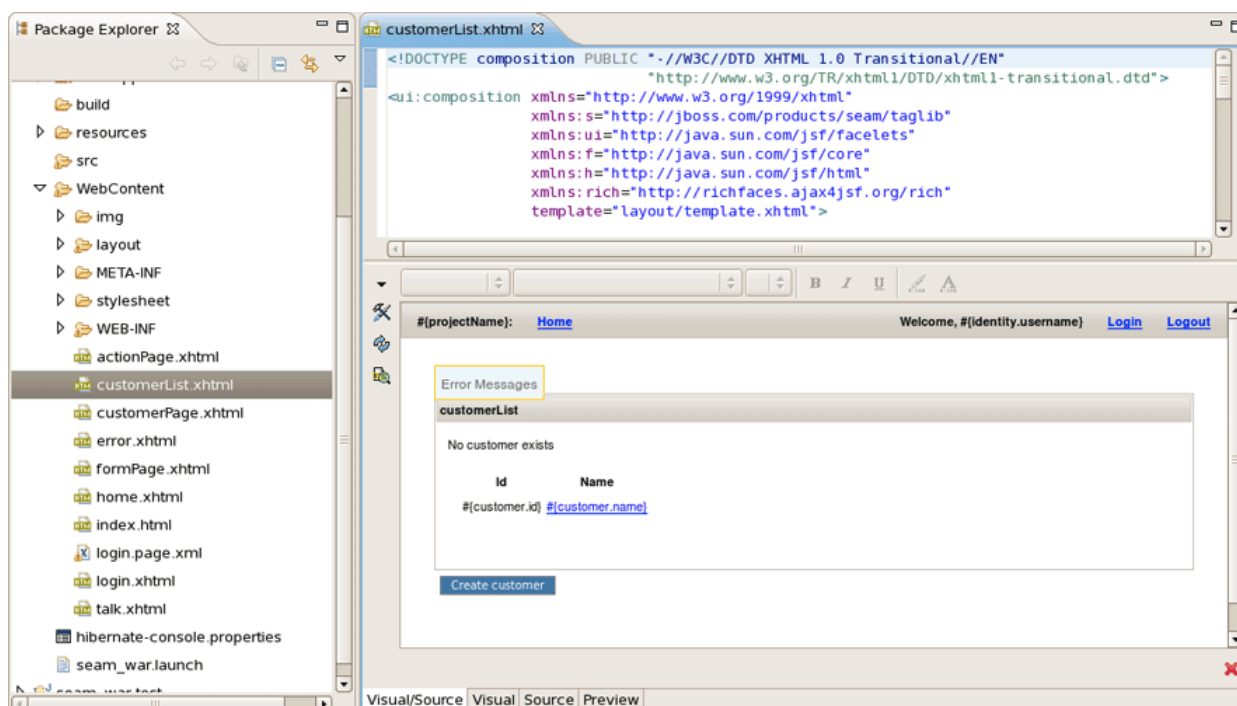 Package Explorer
build
resources
src
WebContent
img
layout
META-INF
stylesheet
WEB-INF
actionPage.xhtml
customerList.xhtml
customerPage.xhtml
error.xhtml
formPage.xhtml
home.xhtml
index.html
login.page.xml
login.xhtml
talk.xhtml
hibernate-console.properties
seam_war.launch
customerList.xhtml
<!DOCTYPE composition PUBLIC "-//W3C//DTD XHTML 1.0 Transitional//EN"
"http://www.w3.org/TR/xhtml1/DTD/xhtml1-transitional.dtd">
<ui:composition xmlns="http://www.w3.org/1999/xhtml"
xmlns:s="http://jboss.com/products/seam/taglib"
xmlns:ui="http://java.sun.com/jsf/facelets"
xmlns:f="http://java.sun.com/jsf/core"
xmlns:h="http://java.sun.com/jsf/html"
xmlns:rich="http://richfaces.ajax4jsf.org/rich"
template="layout/template.xhtml">
B I U A
#{projectName}: Home Welcome, #{identity.username} Login Logout
Error Messages
customerList
No customer exists
Id Name
#{customer.id} #{customer.name}
Create customer
Visual/Source Visual Source Preview